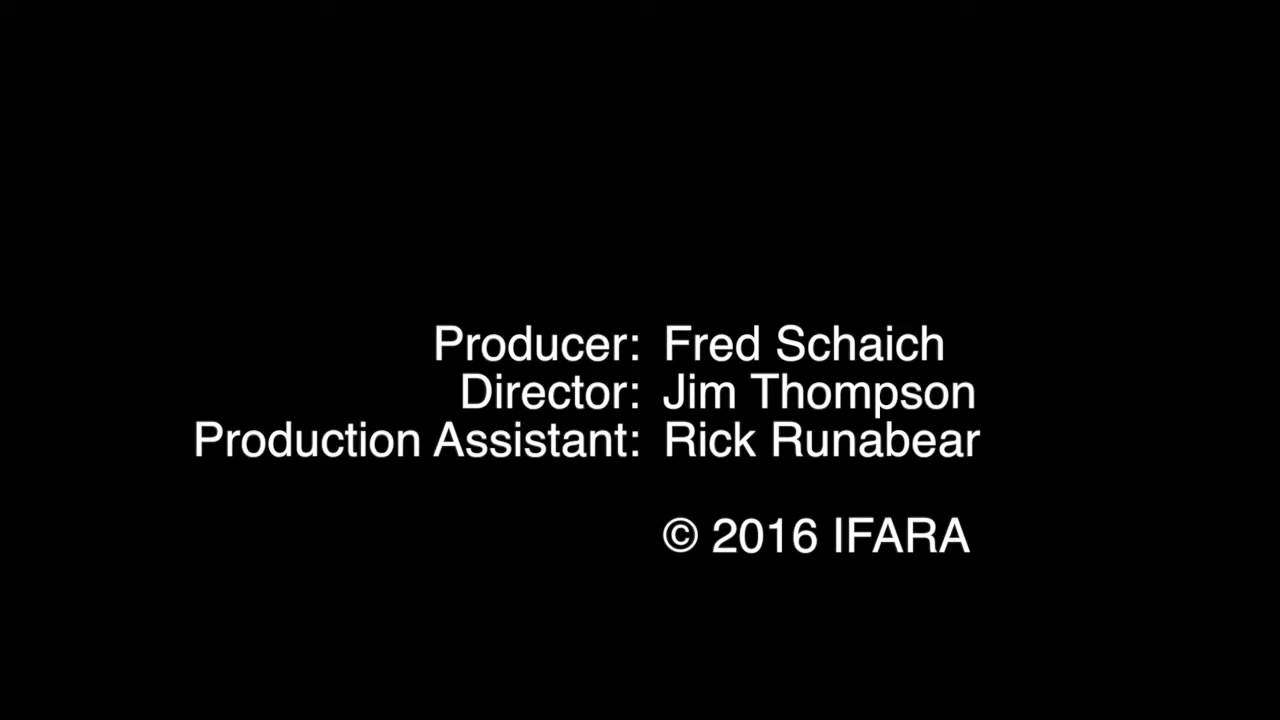 Producer: Fred Schaich
Director: Jim Thompson
Production Assistant: Rick Runabear
© 2016 IFARA